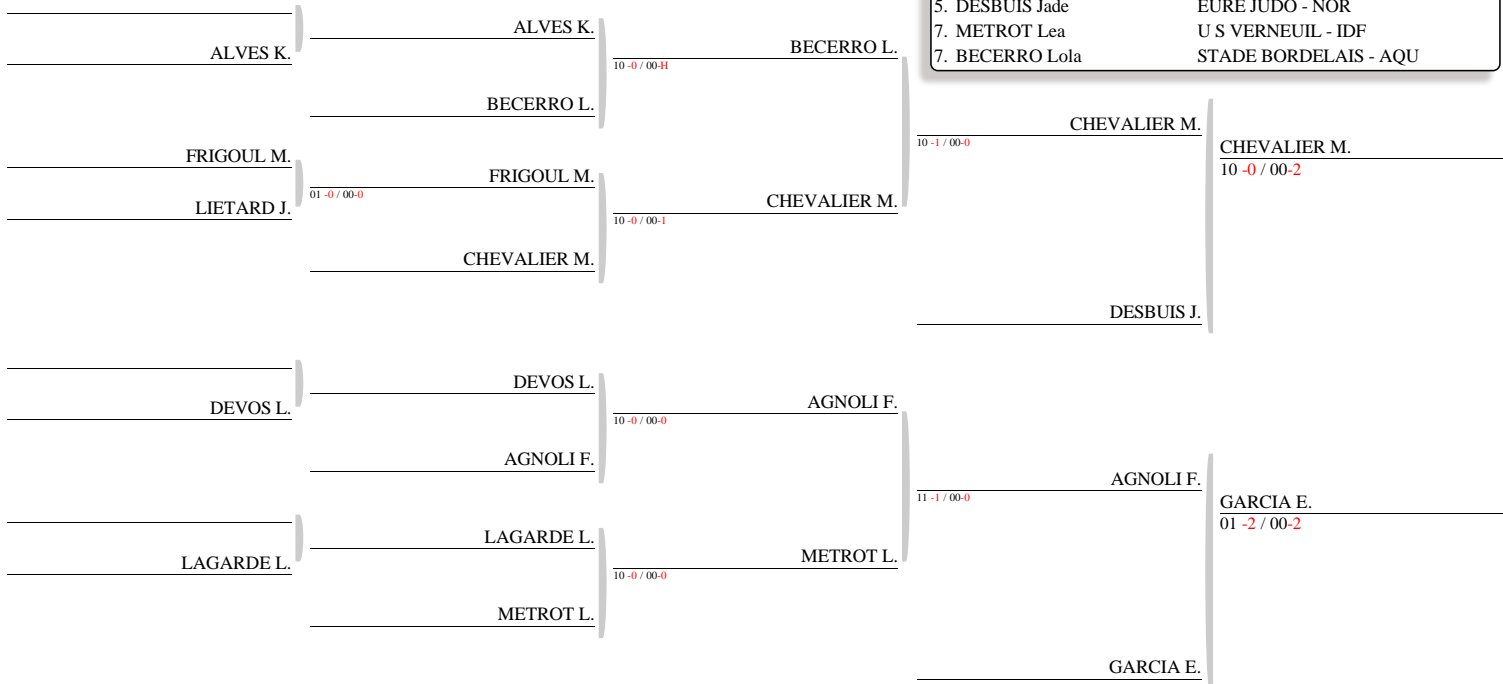 5. DESBUIS Jade EURE JUDO - NOR
7. METROT Lea U S VERNEUIL - IDF
7. BECERRO Lola STADE BORDELAIS - AQU
ALVES K.
ALVES K.
BECERRO L.
10 -0 / 00-H
BECERRO L.
FRIGOUL M.
LIETARD J.
FRIGOUL M.
01 -0 / 00-0
CHEVALIER M.
CHEVALIER M.
10 -0 / 00-1
CHEVALIER M.
10 -1 / 00-0
DESBUIS J.
CHEVALIER M.
10 -0 / 00-2
DEVOS L.
DEVOS L.
AGNOLI F.
AGNOLI F.
10 -0 / 00-0
LAGARDE L.
LAGARDE L.
METROT L.
METROT L.
10 -0 / 00-0
AGNOLI F.
11 -1 / 00-0
GARCIA E.
GARCIA E.
01 -2 / 00-2